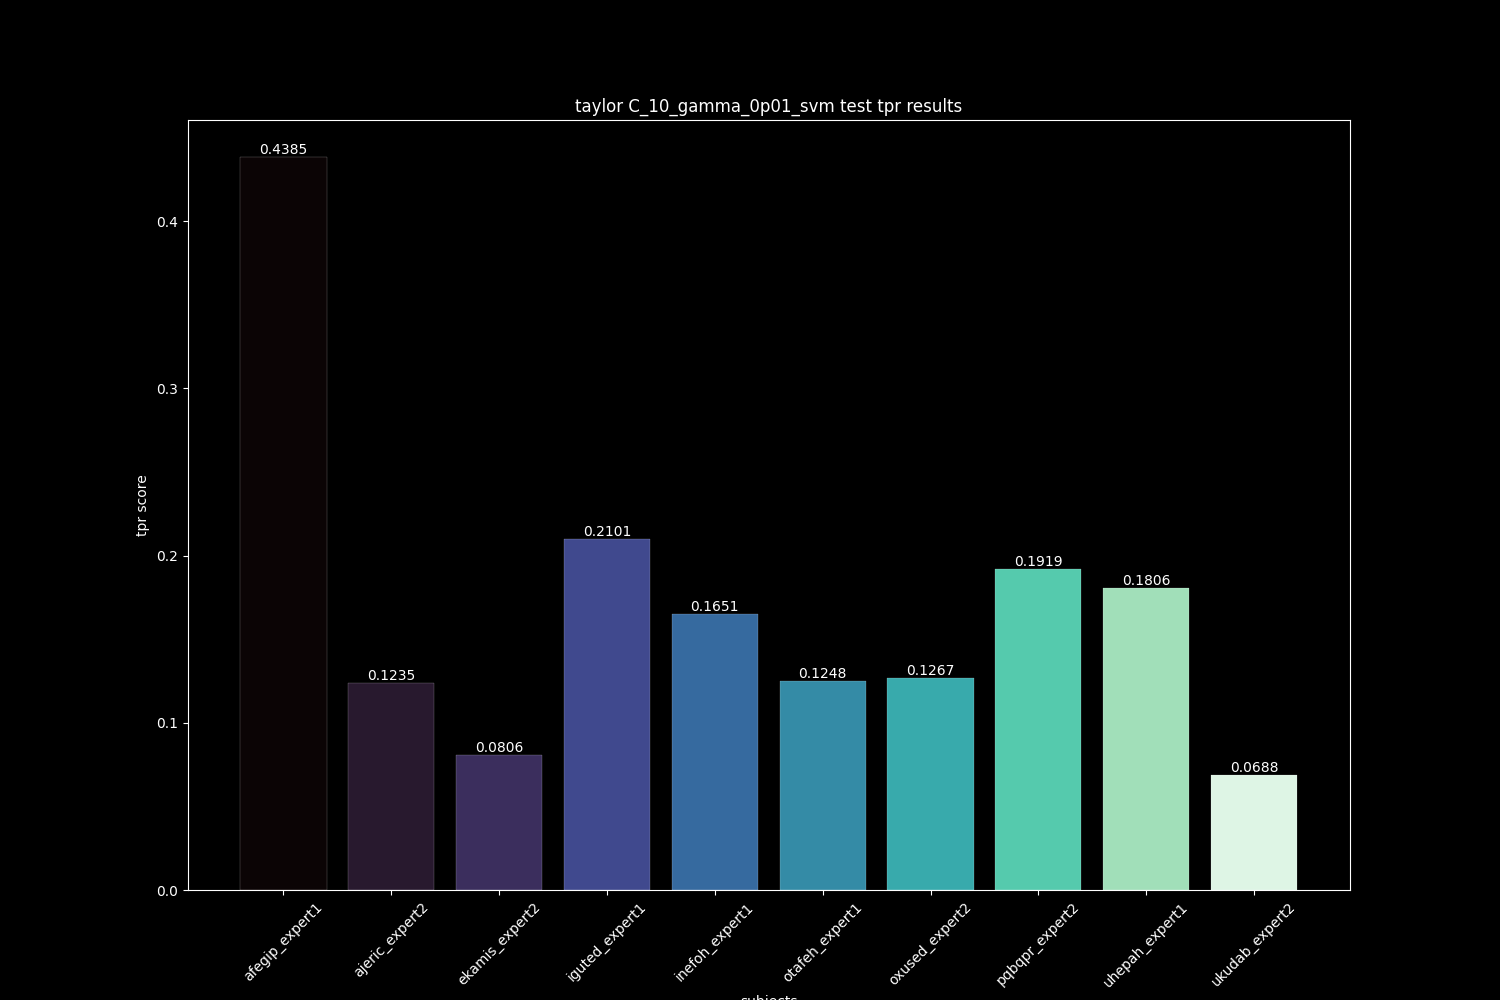 taylor C_10_gamma_0p01_svm test tpr results
0.4385
0.4
0.3
tpr score
0.2101
0.2
0.1919
0.1806
0.1651
0.1235
0.1248
0.1267
0.1
0.0806
0.0688
0.0
afegip_expert1
ajeric_expert2
ekamis_expert2
iguted_expert1
inefoh_expert1
otafeh_expert1
oxused_expert2
pqbqpr_expert2
uhepah_expert1
ukudab_expert2
subjects